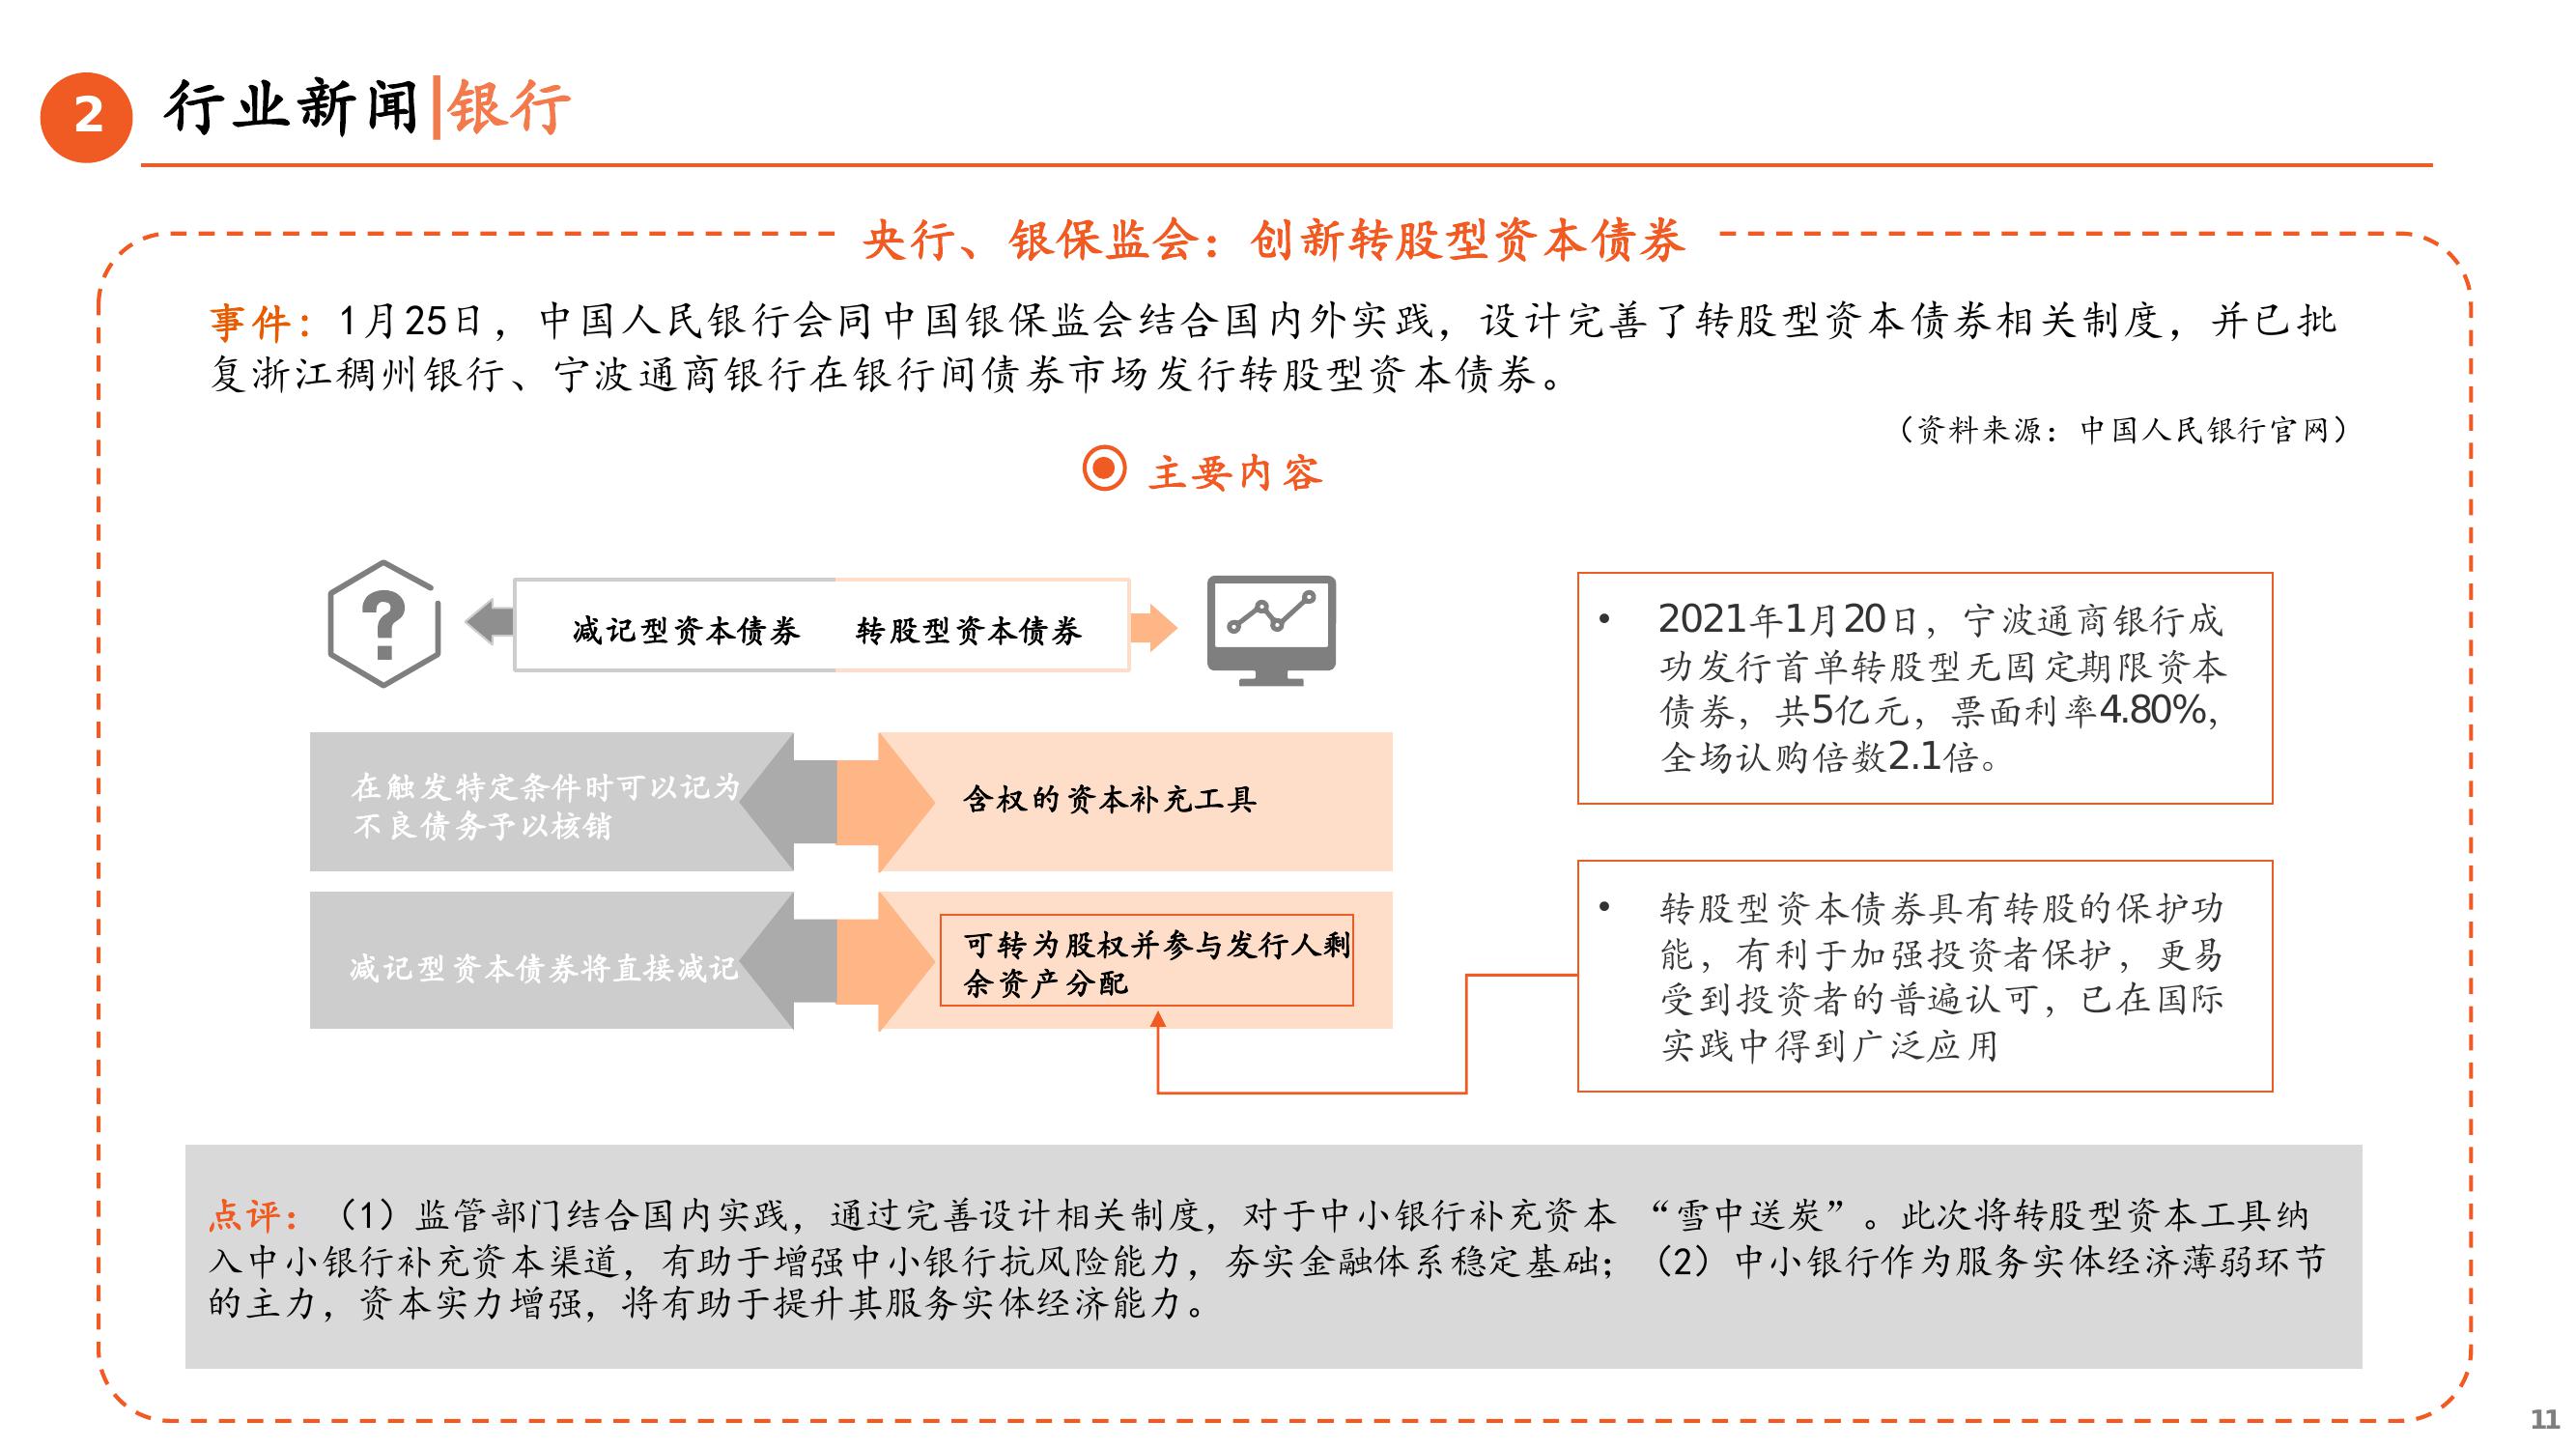 2
行业新闻|银行
央行、银保监会：创新转股型资本债券
事件：1月25日，中国人民银行会同中国银保监会结合国内外实践，设计完善了转股型资本债券相关制度，并已批
复浙江稠州银行、宁波通商银行在银行间债券市场发行转股型资本债券。
（资料来源：中国人民银行官网）
主要内容
?
减记型资本债券 转股型资本债券
在触发特定条件时可以记为
不良债务予以核销
含权的资本补充工具
减记型资本债券将直接减记
可转为股权并参与发行人剩
余资产分配
• 2021年1月20日，宁波通商银行成
功发行首单转股型无固定期限资本
债券，共5亿元，票面利率4.80%，
全场认购倍数2.1倍。
• 转股型资本债券具有转股的保护功
能，有利于加强投资者保护，更易
受到投资者的普遍认可，已在国际
实践中得到广泛应用
点评：（1）监管部门结合国内实践，通过完善设计相关制度，对于中小银行补充资本 “雪中送炭”。此次将转股型资本工具纳
入中小银行补充资本渠道，有助于增强中小银行抗风险能力，夯实金融体系稳定基础；（2）中小银行作为服务实体经济薄弱环节
的主力，资本实力增强，将有助于提升其服务实体经济能力。
11